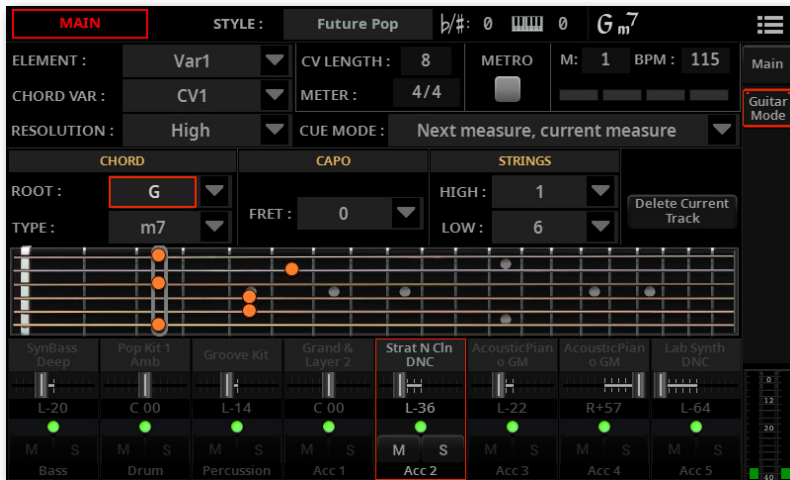 MAIN STYLE : Future Pop b/#: 0 0 G m7
ELEMENT : Var1 CV LENGTH : 8 METRO M: 1 BPM : 115 Main
CHORD VAR : CV1 METER : 4/4
Guitar
Mode
RESOLUTION : High CUE MODE : Next measure, current measure
CHORD CAPO STRINGS
ROOT : G HIGH : 1
FRET : 0
Delete Current
Track
TYPE : m7 LOW : 6
SynBass
Deep
Pop Kit 1
Amb
Groove Kit
Grand &
Layer 2
Strat N Cln
DNC
AcousticPian
o GM
AcousticPian
o GM
Lab Synth
DNC
L-20 C 00 L-14 C 00 L-36 L-22 R+57 L-64
M S M S M S M S M S M S M S M S
Bass Drum Percussion Acc 1 Acc 2 Acc 3 Acc 4 Acc 5
0
12
20
40